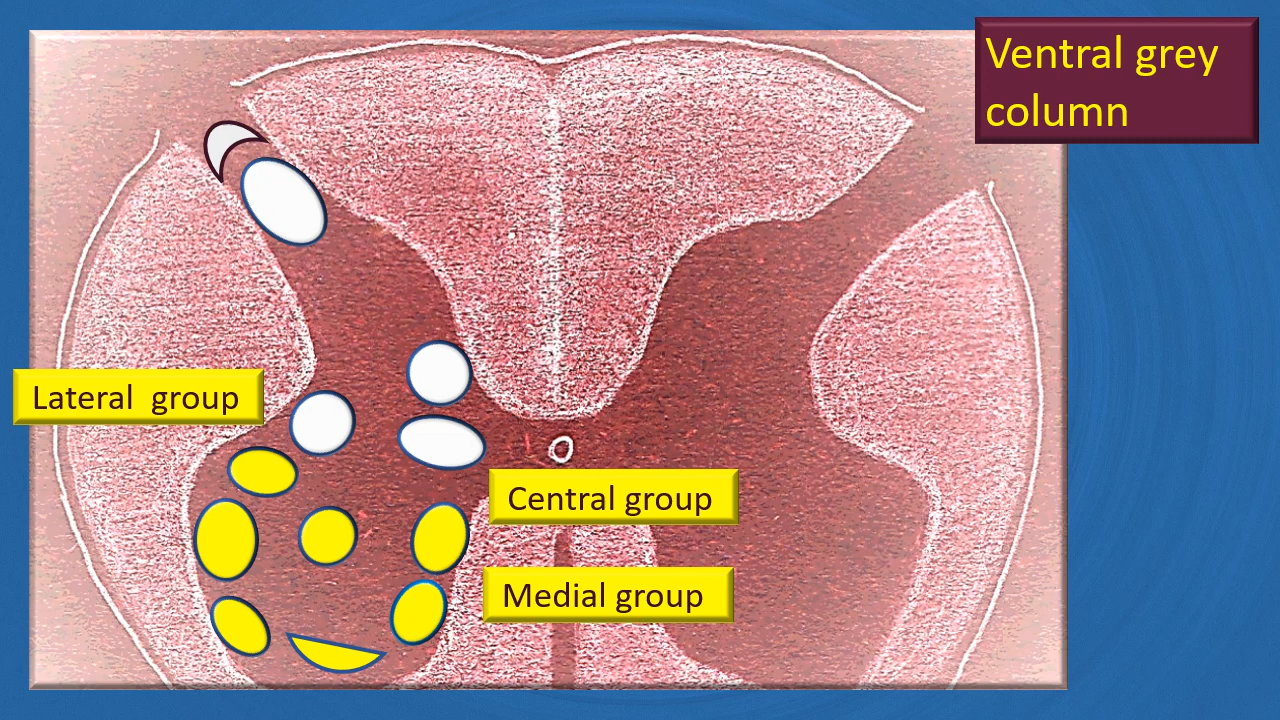 Ventral grey
column
Lateral  group
Central group
Medial group